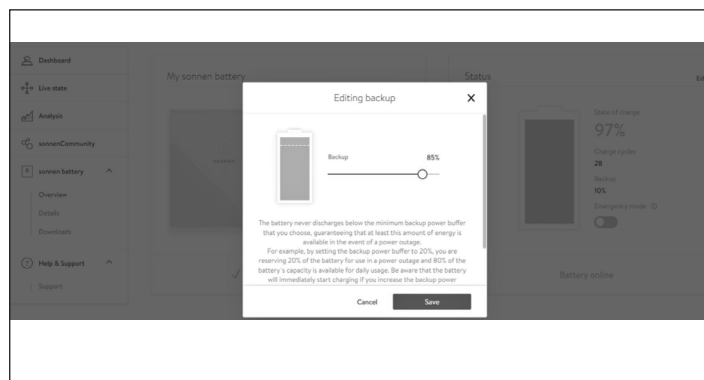 Dashboard
Live state
Analysis
sonnenCommunity
sonnen battery
Overview
Details
Downloads
Help & Support
Support
My sonnen battery
Status
Editing backup
X
Backup 85%
The battery never discharges below the minimum backup power buffer
that you choose, guaranteeing that at least this amount of energy is
available in the event of a power outage.
For example, by setting the backup power buffer to 20%, you are
reserving 20% of the battery for use in a power outage and 80% of the
battery's capacity is available for daily usage. Be aware that the battery
will immediately start charging if you increase the backup power
Cancel Save
State of charge
97%
Charge cycles
28
Backup
10%
Emergency mode
Battery online